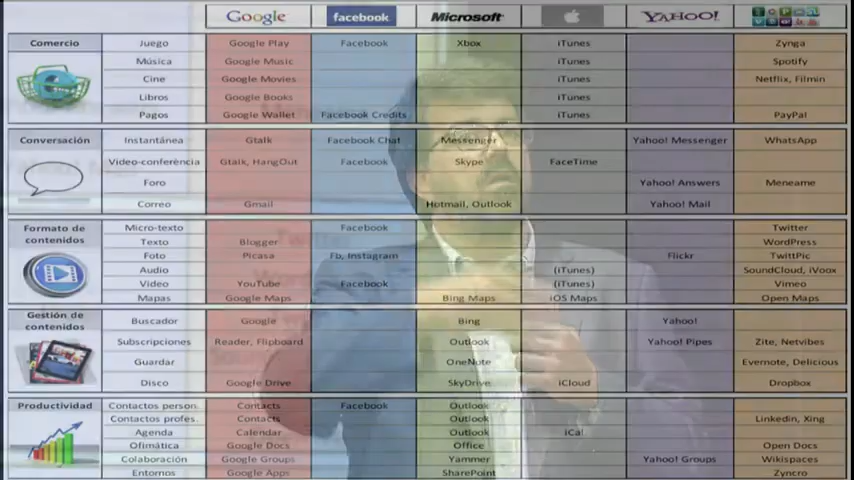 Google facebook Microsoft YAHOO!
Comercio Juego Google Play Facebook Xbox iTunes Zynga
Música Google Music iTunes Spotify
Cine Google Movies iTunes Netflix, Filmin
Libros Google Books iTunes
Pagos Google Wallet Facebook Credits iTunes PayPal
Conversación Instantánea Gtalk Facebook Chat Messenger Yahoo! Messenger WhatsApp
Video-conferència Gtalk, HangOut Facebook Skype FaceTime
Foro Yahoo! Answers Meneame
Correo Gmail Hotmail, Outlook Yahoo! Mail
Formato de contenidos Micro-texto Facebook Twitter
Texto Blogger WordPress
Foto Picasa Fb, Instagram Flickr TwittPic
Audio (iTunes) SoundCloud, iVoox
Video YouTube Facebook (iTunes) Vimeo
Mapas Google Maps Bing Maps iOS Maps Open Maps
Gestión de contenidos Buscador Google Bing Yahoo!
Subscripciones Reader, Flipboard Outlook Yahoo! Pipes Zite, Netvibes
Guardar OneNote Evernote, Delicious
Disco Google Drive SkyDrive iCloud Dropbox
Productividad Contactos person. Contacts Facebook Outlook
Contactos profes. Contacts Outlook Linkedin, Xing
Agenda Calendar Outlook iCal
Ofimática Google Docs Office Open Docs
Colaboración Google Groups Yammer Yahoo! Groups Wikispaces
Entornos Google Apps SharePoint Zyncro